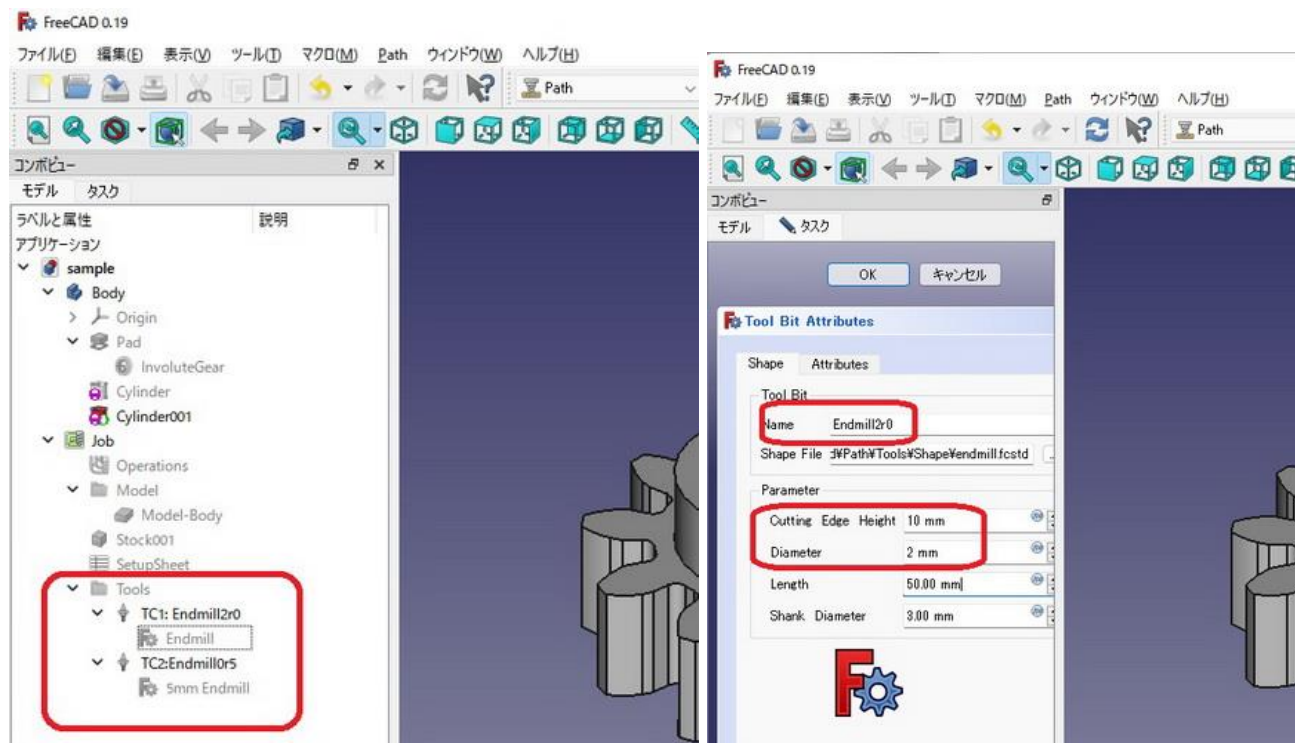 FreeCAD 0.19
ファイル(F) 編集(E) 表示(V) ツール(T) マクロ(M) Path ウィンドウ(W) ヘルプ(H)
Path
コンボビュー
モデル タスク
ラベルと属性 説明
アプリケーション
sample
Body
Origin
Pad
InvoluteGear
Cylinder
Cylinder001
Job
Operations
Model
Model-Body
Stock001
SetupSheet
Tools
TC1: Endmill2r0
Endmill
TC2:Endmill0r5
5mm Endmill
FreeCAD 0.19
ファイル(F) 編集(E) 表示(V) ツール(T) マクロ(M) Path ウィンドウ(W) ヘルプ(H)
Path
コンボビュー
モデル タスク
OK キャンセル
Tool Bit Attributes
Shape Attributes
Tool Bit
Name Endmill2r0
Shape File d¥Path¥Tools¥Shape¥endmill.fcstd ...
Parameter
Cutting Edge Height 10 mm
Diameter 2 mm
Length 50.00 mm
Shank Diameter 3.00 mm